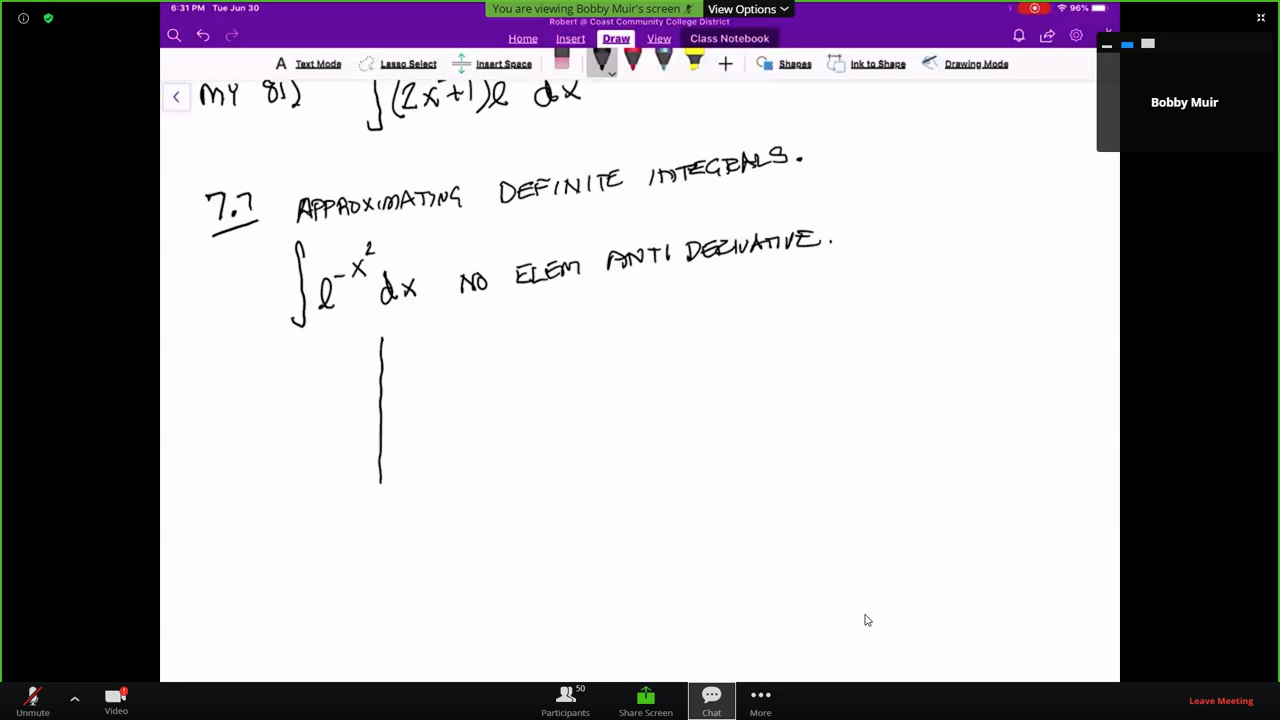 6:31 PM Tue Jun 30
You are viewing Bobby Muir's screen View Options
96%
Robert @ Coast Community College District
Home Insert Draw View Class Notebook
Text Mode Lasso Select Insert Space Shapes Ink to Shape Drawing Mode
MY 81) ∫(2x²+1)e dx
Bobby Muir
7.7 APPROXIMATING DEFINITE INTEGRALS.
∫e^{-x^2} dx NO ELEM ANTI DERIVATIVE.
Unmute Video Participants 50 Share Screen Chat More Leave Meeting